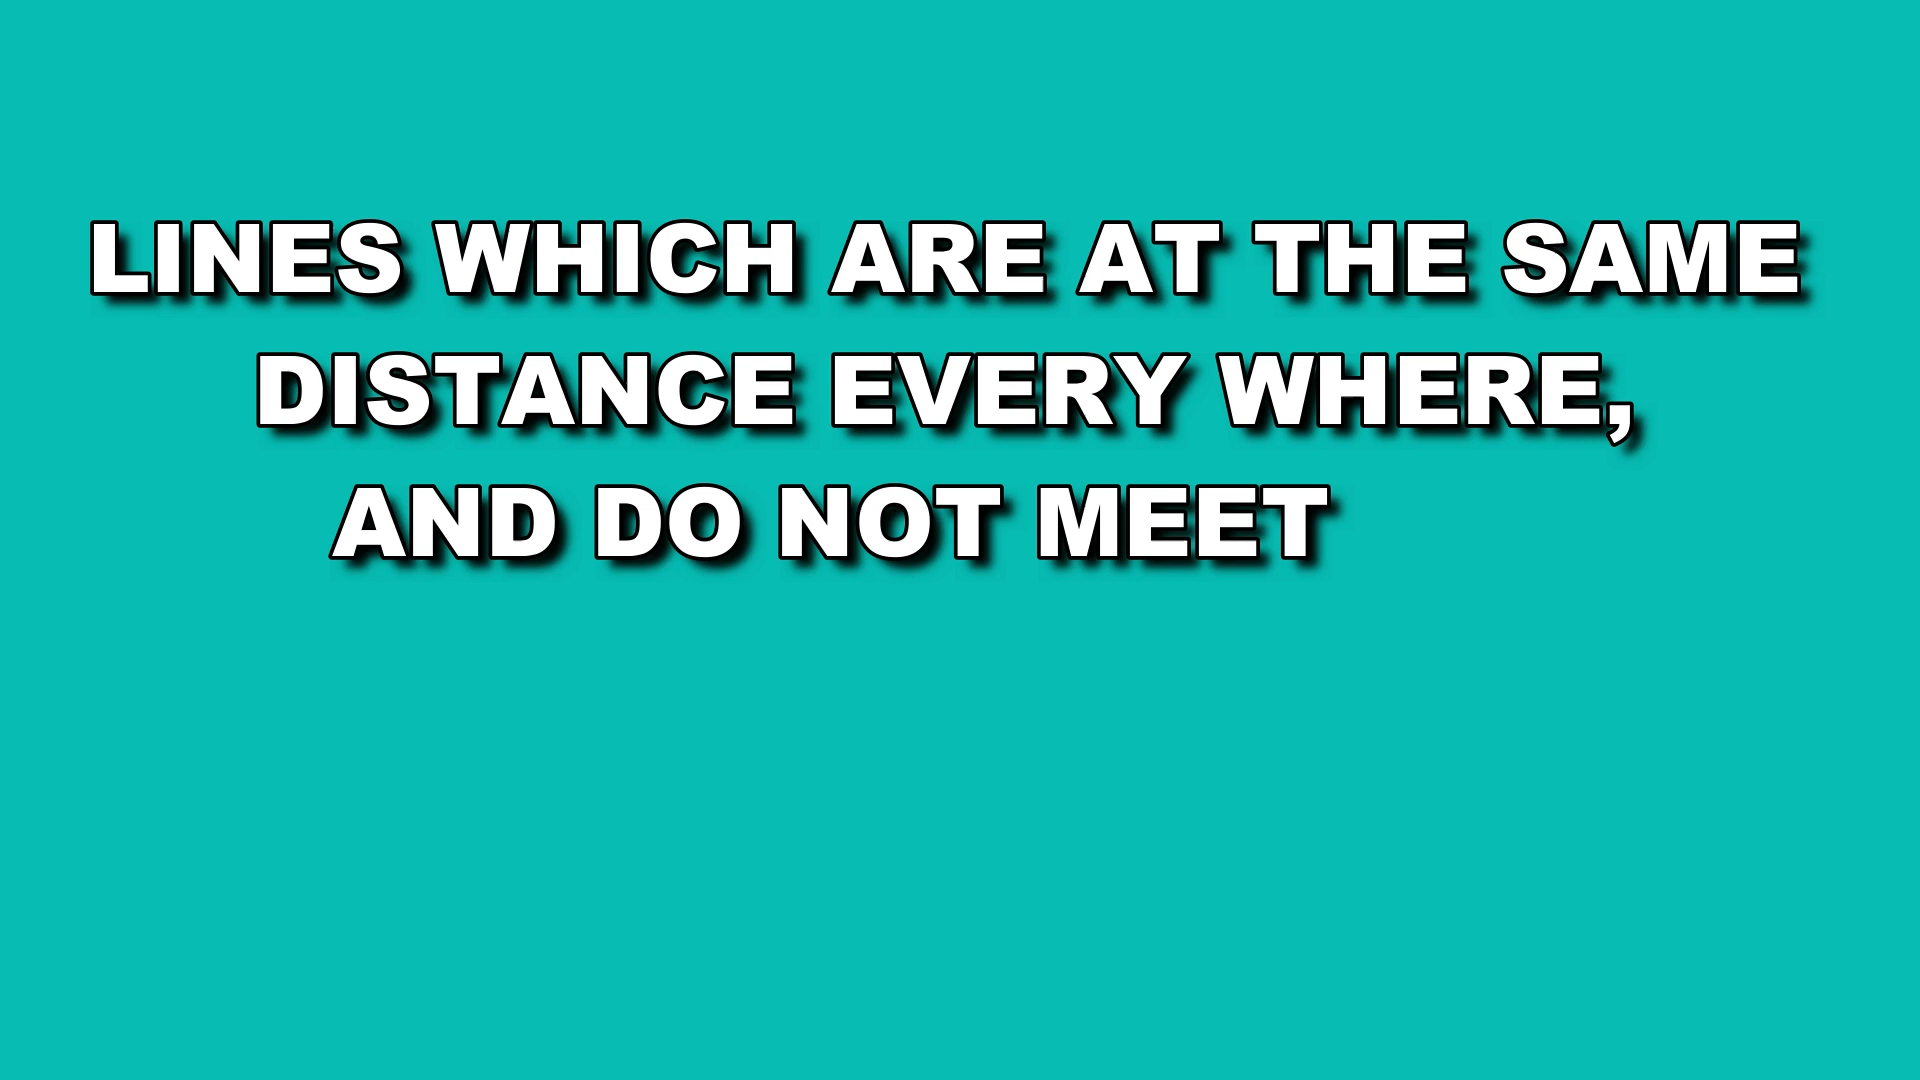 LINES WHICH ARE AT THE SAME
DISTANCE EVERY WHERE,
AND DO NOT MEET